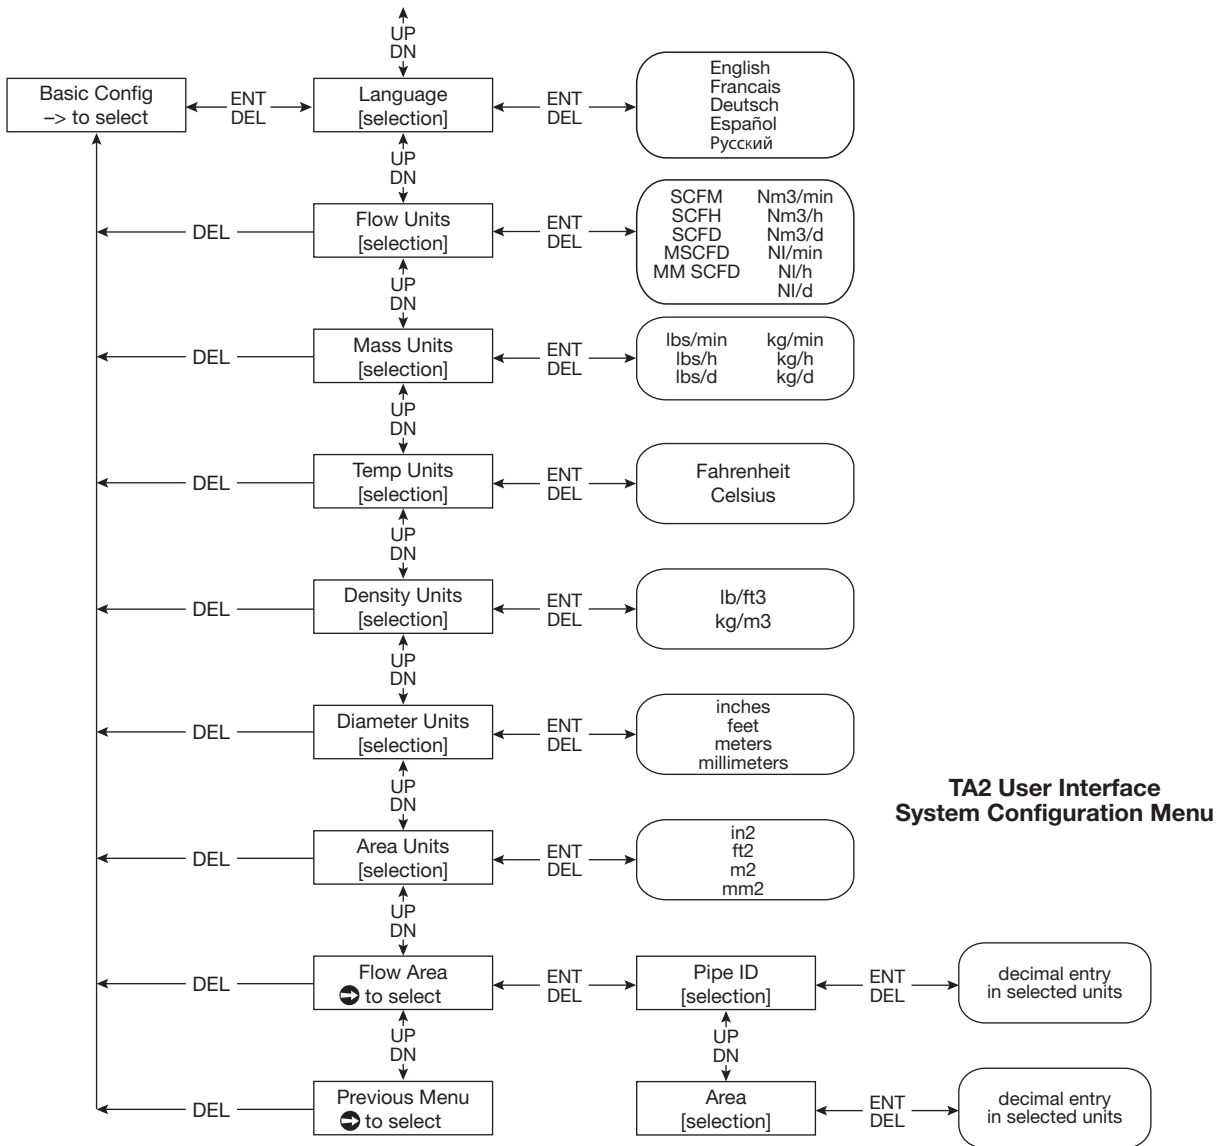 UP
DN
Basic Config
–> to select
ENT
DEL
Language
[selection]
ENT
DEL
English
Francais
Deutsch
Español
Русский
UP
DN
DEL
Flow Units
[selection]
ENT
DEL
SCFM Nm3/min
SCFH Nm3/h
SCFD Nm3/d
MSCFD Nl/min
MM SCFD Nl/h
Nl/d
UP
DN
DEL
Mass Units
[selection]
ENT
DEL
lbs/min kg/min
lbs/h kg/h
lbs/d kg/d
UP
DN
DEL
Temp Units
[selection]
ENT
DEL
Fahrenheit
Celsius
UP
DN
DEL
Density Units
[selection]
ENT
DEL
lb/ft3
kg/m3
UP
DN
DEL
Diameter Units
[selection]
ENT
DEL
inches
feet
meters
millimeters
TA2 User Interface
System Configuration Menu
UP
DN
DEL
Area Units
[selection]
ENT
DEL
in2
ft2
m2
mm2
UP
DN
DEL
Flow Area
➲ to select
ENT
DEL
Pipe ID
[selection]
ENT
DEL
decimal entry
in selected units
UP
DN
UP
DN
DEL
Previous Menu
➲ to select
Area
[selection]
ENT
DEL
decimal entry
in selected units